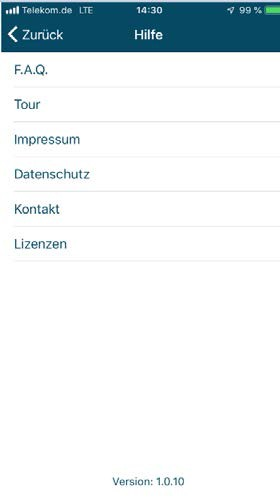 Telekom.de LTE 14:30 99 %
Zurück Hilfe
F.A.Q.
Tour
Impressum
Datenschutz
Kontakt
Lizenzen
Version: 1.0.10